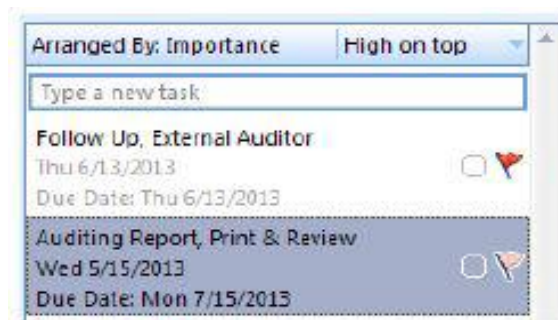 Arranged By: Importance High on top
Type a new task
Follow Up, External Auditor
Thu 6/13/2013
Due Date: Thu 6/13/2013
Auditing Report, Print & Review
Wed 5/15/2013
Due Date: Mon 7/15/2013